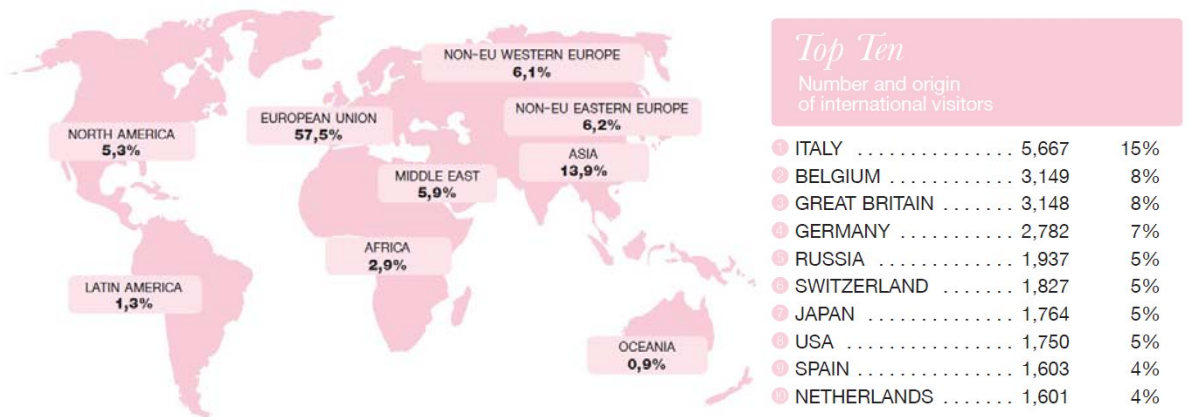 NON-EU WESTERN EUROPE
6,1%
NON-EU EASTERN EUROPE
6,2%
EUROPEAN UNION
57,5%
NORTH AMERICA
5,3%
ASIA
13,9%
MIDDLE EAST
5,9%
AFRICA
2,9%
LATIN AMERICA
1,3%
OCEANIA
0,9%
Top Ten
Number and origin
of international visitors
1 ITALY ............... 5,667 15%
2 BELGIUM ............ 3,149 8%
3 GREAT BRITAIN ....... 3,148 8%
4 GERMANY ........... 2,782 7%
5 RUSSIA ............. 1,937 5%
6 SWITZERLAND ....... 1,827 5%
7 JAPAN .............. 1,764 5%
8 USA ................ 1,750 5%
9 SPAIN ............... 1,603 4%
10 NETHERLANDS ....... 1,601 4%